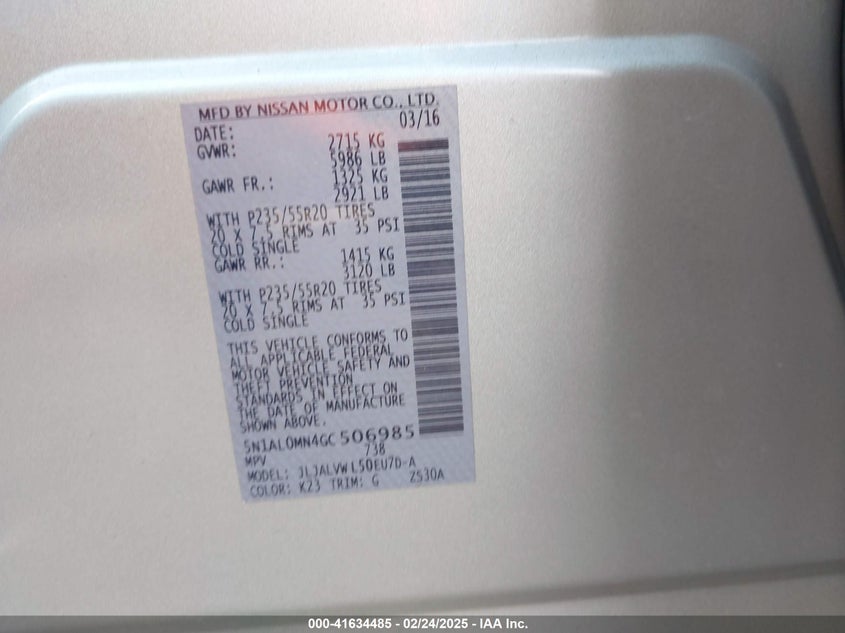 MFD BY NISSAN MOTOR CO., LTD.
DATE: 03/16
GVWR: 2715 KG
5986 LB
GAWR FR.: 1325 KG
2921 LB
WITH P235/55R20 TIRES
20 X 7.5 RIMS AT 35 PSI
COLD SINGLE
GAWR RR.: 1415 KG
3120 LB
WITH P235/55R20 TIRES
20 X 7.5 RIMS AT 35 PSI
COLD SINGLE
THIS VEHICLE CONFORMS TO
ALL APPLICABLE FEDERAL
MOTOR VEHICLE SAFETY AND
THEFT PREVENTION
STANDARDS IN EFFECT ON
THE DATE OF MANUFACTURE
SHOWN ABOVE.
5N1AL0MN4GC506985
MPV 738
MODEL: JLJALVWL50EU7D-A
COLOR: K23 TRIM: G Z530A
000-41634485 - 02/24/2025 - IAA Inc.